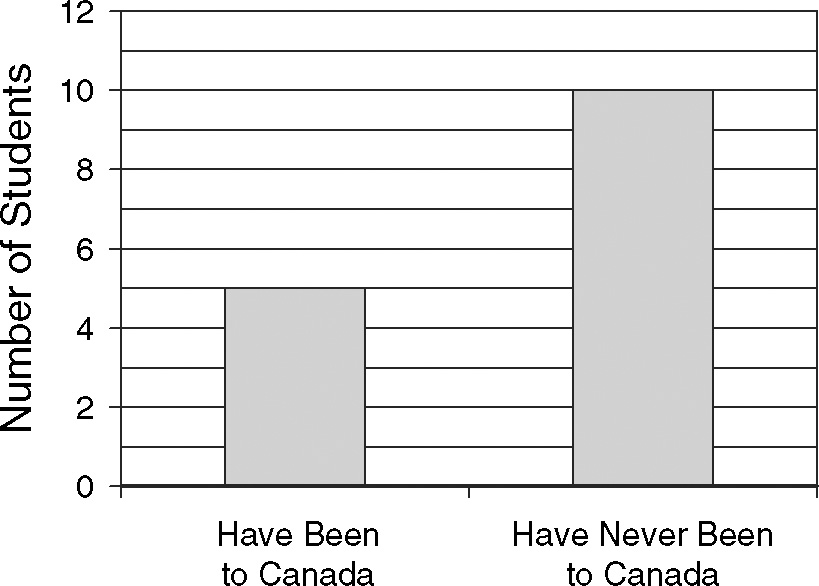 Number of Students
12
10
8
6
4
2
0
Have Been
to Canada
Have Never Been
to Canada